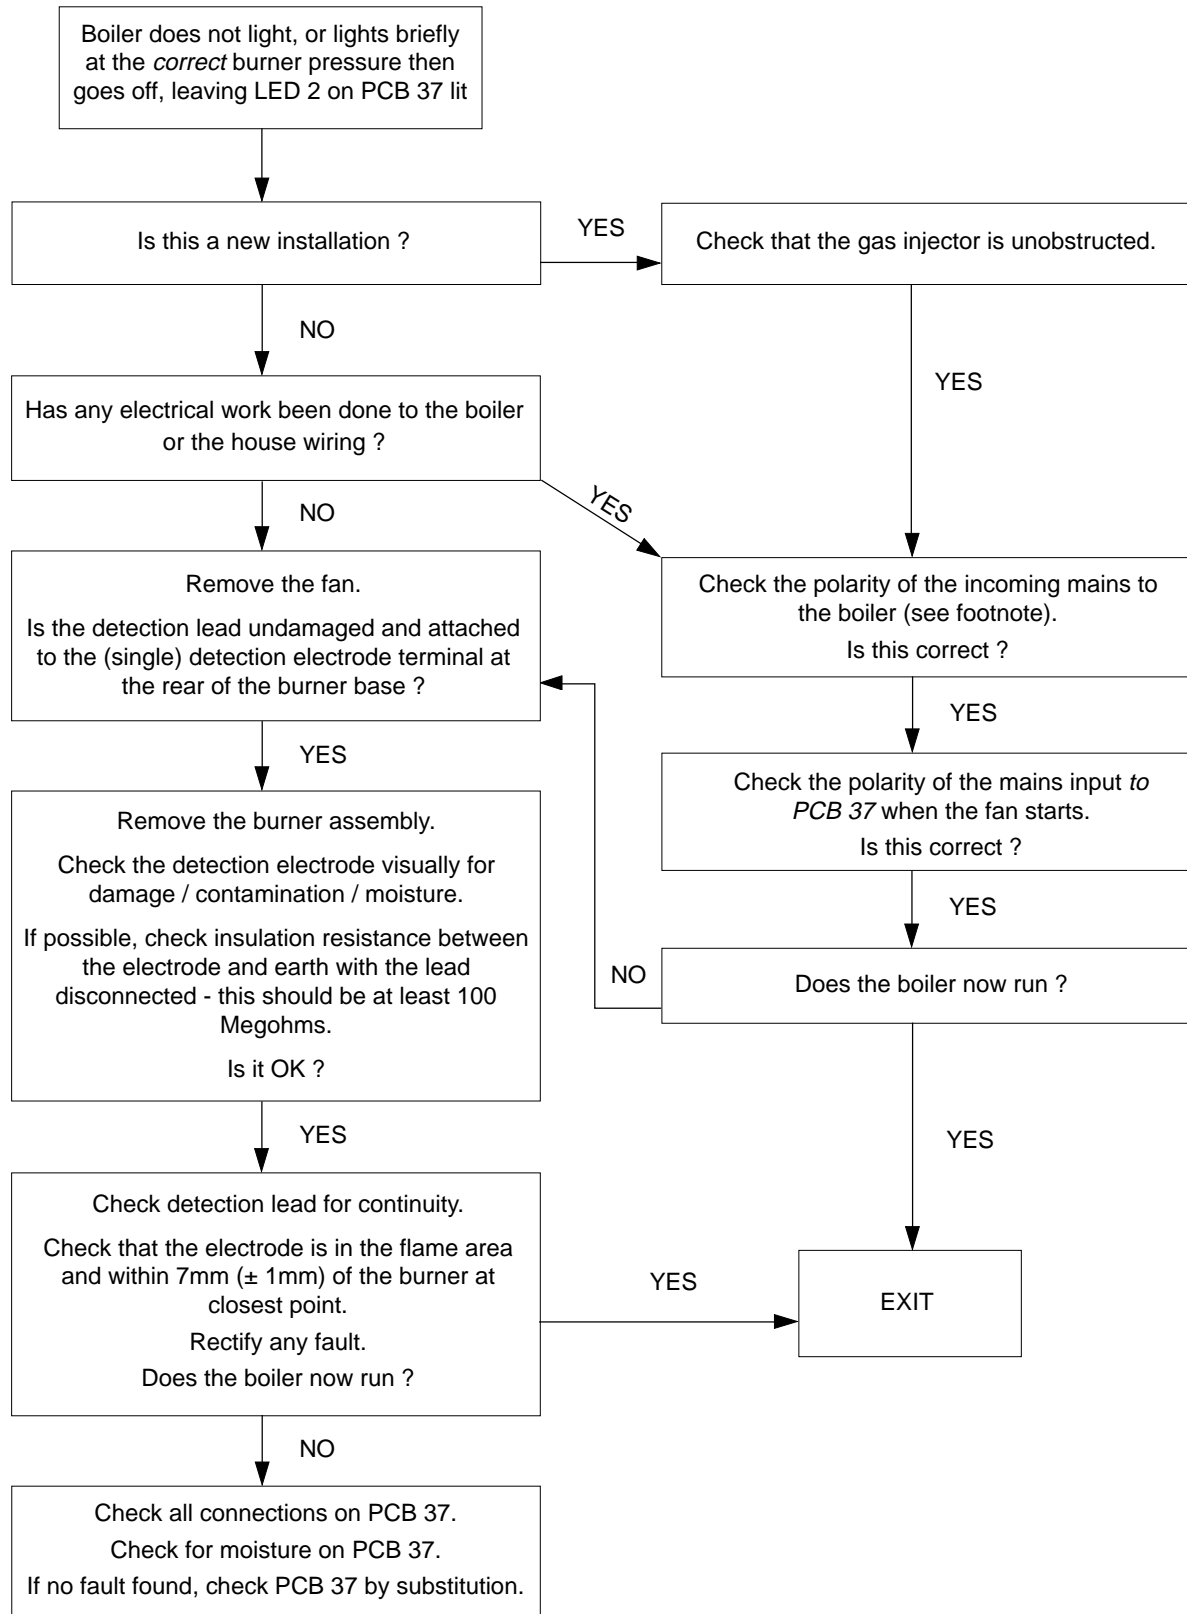 Boiler does not light, or lights briefly
at the correct burner pressure then
goes off, leaving LED 2 on PCB 37 lit
Is this a new installation ?
YES
Check that the gas injector is unobstructed.
NO
YES
Has any electrical work been done to the boiler
or the house wiring ?
YES
NO
Remove the fan.
Is the detection lead undamaged and attached
to the (single) detection electrode terminal at
the rear of the burner base ?
Check the polarity of the incoming mains to
the boiler (see footnote).
Is this correct ?
YES
YES
Remove the burner assembly.
Check the detection electrode visually for
damage / contamination / moisture.
If possible, check insulation resistance between
the electrode and earth with the lead
disconnected - this should be at least 100
Megohms.
Is it OK ?
Check the polarity of the mains input to
PCB 37 when the fan starts.
Is this correct ?
YES
NO
Does the boiler now run ?
YES
YES
Check detection lead for continuity.
Check that the electrode is in the flame area
and within 7mm (± 1mm) of the burner at
closest point.
Rectify any fault.
Does the boiler now run ?
YES
EXIT
NO
Check all connections on PCB 37.
Check for moisture on PCB 37.
If no fault found, check PCB 37 by substitution.